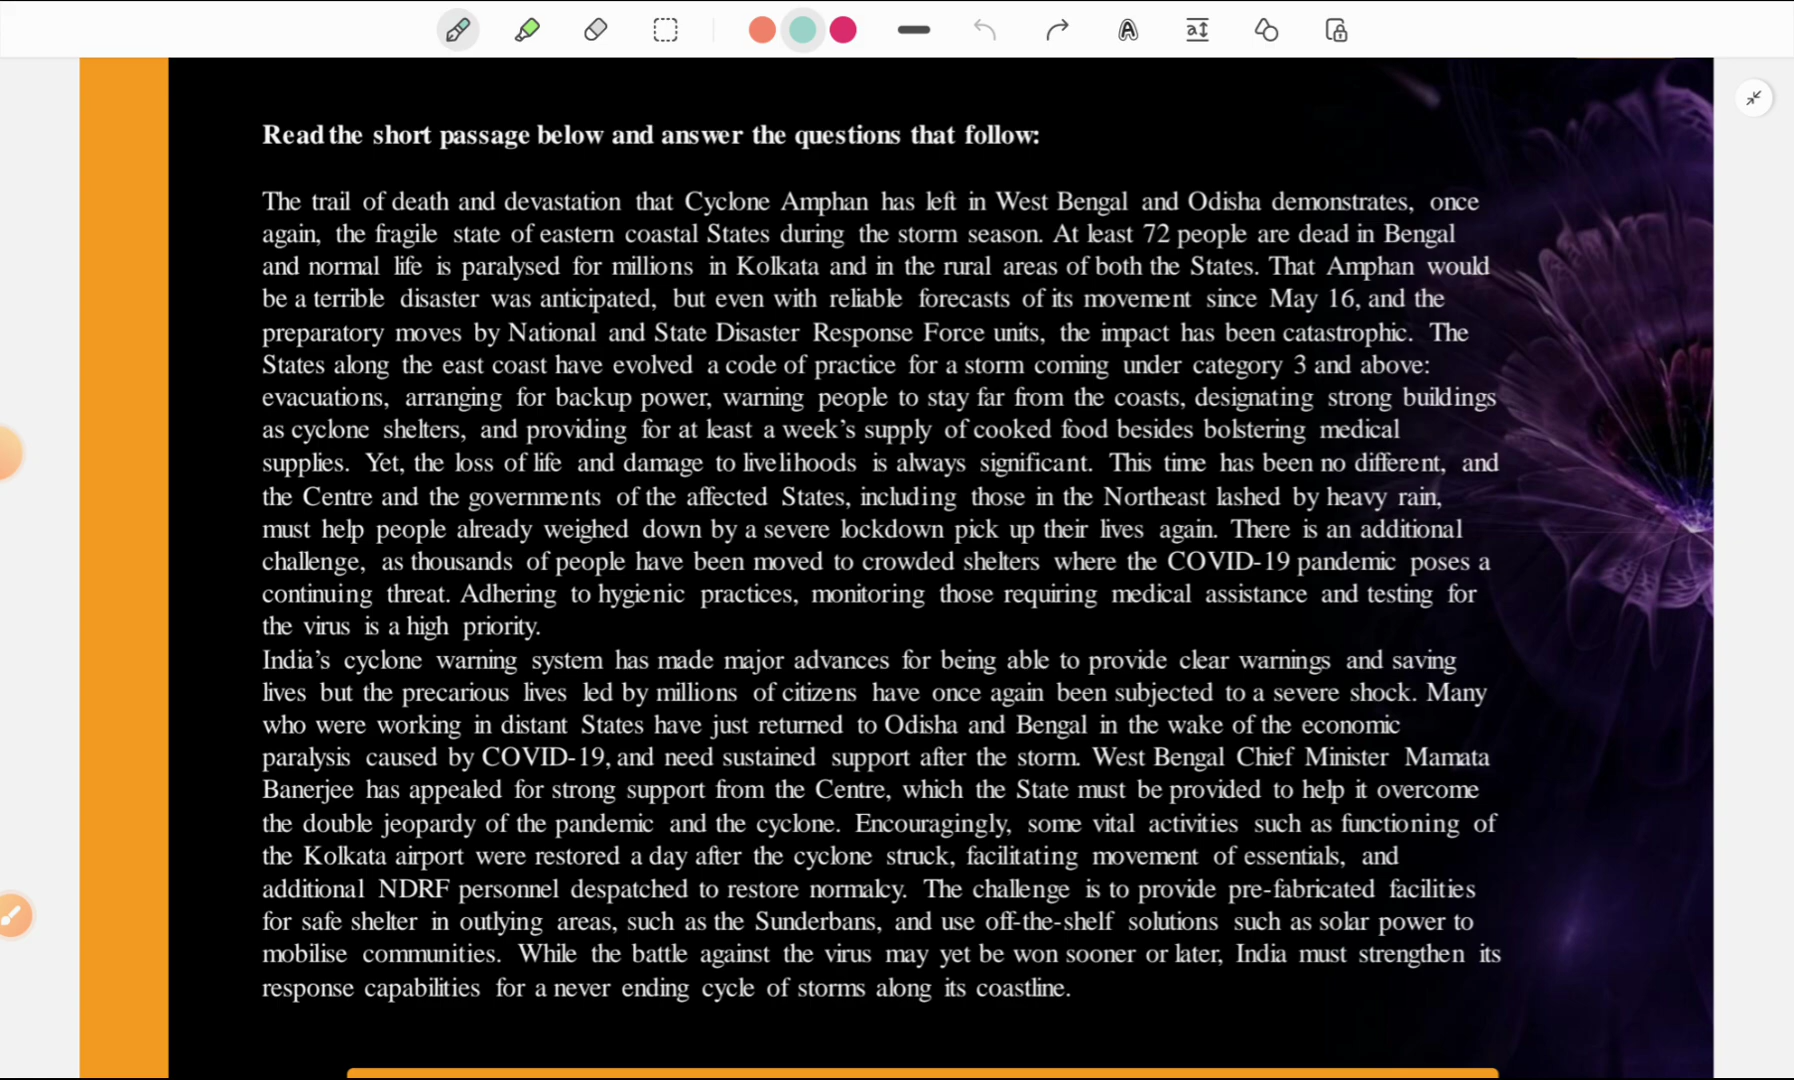 Read the short passage below and answer the questions that follow:
The trail of death and devastation that Cyclone Amphan has left in West Bengal and Odisha demonstrates, once
again, the fragile state of eastern coastal States during the storm season. At least 72 people are dead in Bengal
and normal life is paralysed for millions in Kolkata and in the rural areas of both the States. That Amphan would
be a terrible disaster was anticipated, but even with reliable forecasts of its movement since May 16, and the
preparatory moves by National and State Disaster Response Force units, the impact has been catastrophic. The
States along the east coast have evolved a code of practice for a storm coming under category 3 and above:
evacuations, arranging for backup power, warning people to stay far from the coasts, designating strong buildings
as cyclone shelters, and providing for at least a week’s supply of cooked food besides bolstering medical
supplies. Yet, the loss of life and damage to livelihoods is always significant. This time has been no different, and
the Centre and the governments of the affected States, including those in the Northeast lashed by heavy rain,
must help people already weighed down by a severe lockdown pick up their lives again. There is an additional
challenge, as thousands of people have been moved to crowded shelters where the COVID-19 pandemic poses a
continuing threat. Adhering to hygienic practices, monitoring those requiring medical assistance and testing for
the virus is a high priority.
India’s cyclone warning system has made major advances for being able to provide clear warnings and saving
lives but the precarious lives led by millions of citizens have once again been subjected to a severe shock. Many
who were working in distant States have just returned to Odisha and Bengal in the wake of the economic
paralysis caused by COVID-19, and need sustained support after the storm. West Bengal Chief Minister Mamata
Banerjee has appealed for strong support from the Centre, which the State must be provided to help it overcome
the double jeopardy of the pandemic and the cyclone. Encouragingly, some vital activities such as functioning of
the Kolkata airport were restored a day after the cyclone struck, facilitating movement of essentials, and
additional NDRF personnel despatched to restore normalcy. The challenge is to provide pre-fabricated facilities
for safe shelter in outlying areas, such as the Sunderbans, and use off-the-shelf solutions such as solar power to
mobilise communities. While the battle against the virus may yet be won sooner or later, India must strengthen its
response capabilities for a never ending cycle of storms along its coastline.